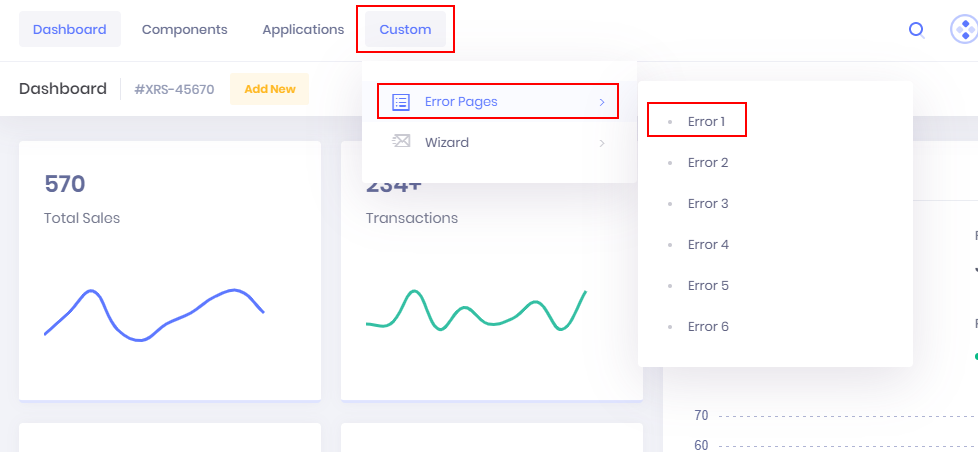 Dashboard Components Applications Custom
Dashboard #XRS-45670 Add New
Error Pages
Wizard
Error 1
Error 2
Error 3
Error 4
Error 5
Error 6
570
Total Sales
234+
Transactions
70
60